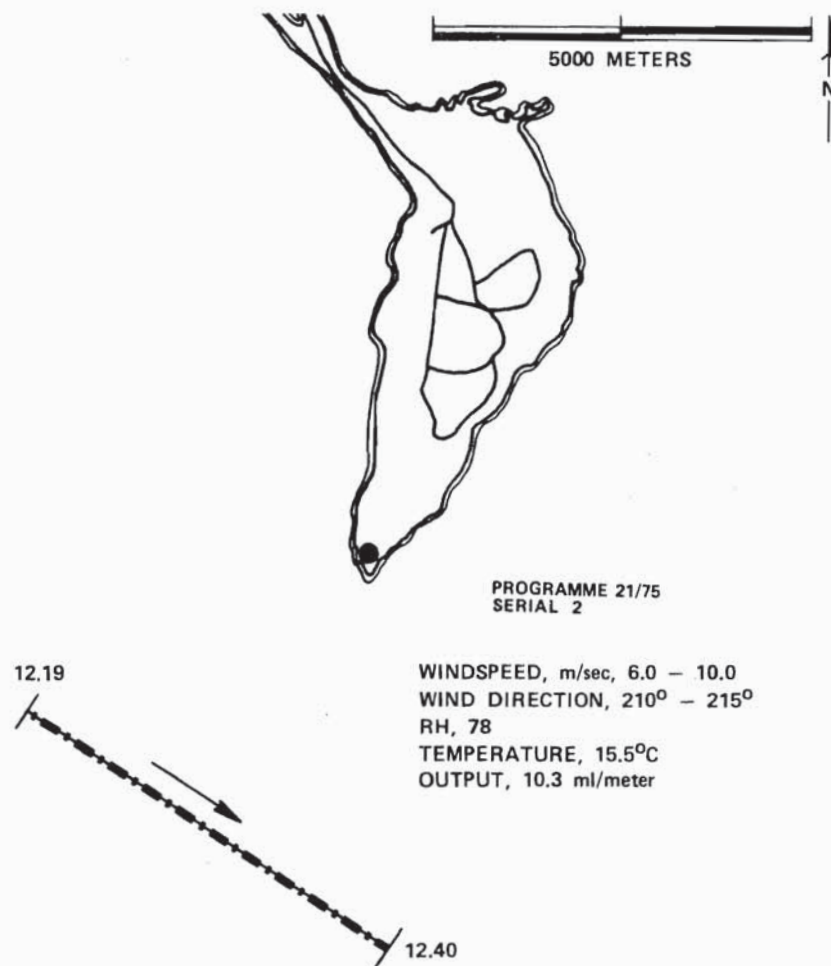 5000 METERS
N
PROGRAMME 21/75
SERIAL 2
12.19
WINDSPEED, m/sec, 6.0 – 10.0
WIND DIRECTION, 210° – 215°
RH, 78
TEMPERATURE, 15.5°C
OUTPUT, 10.3 ml/meter
12.40